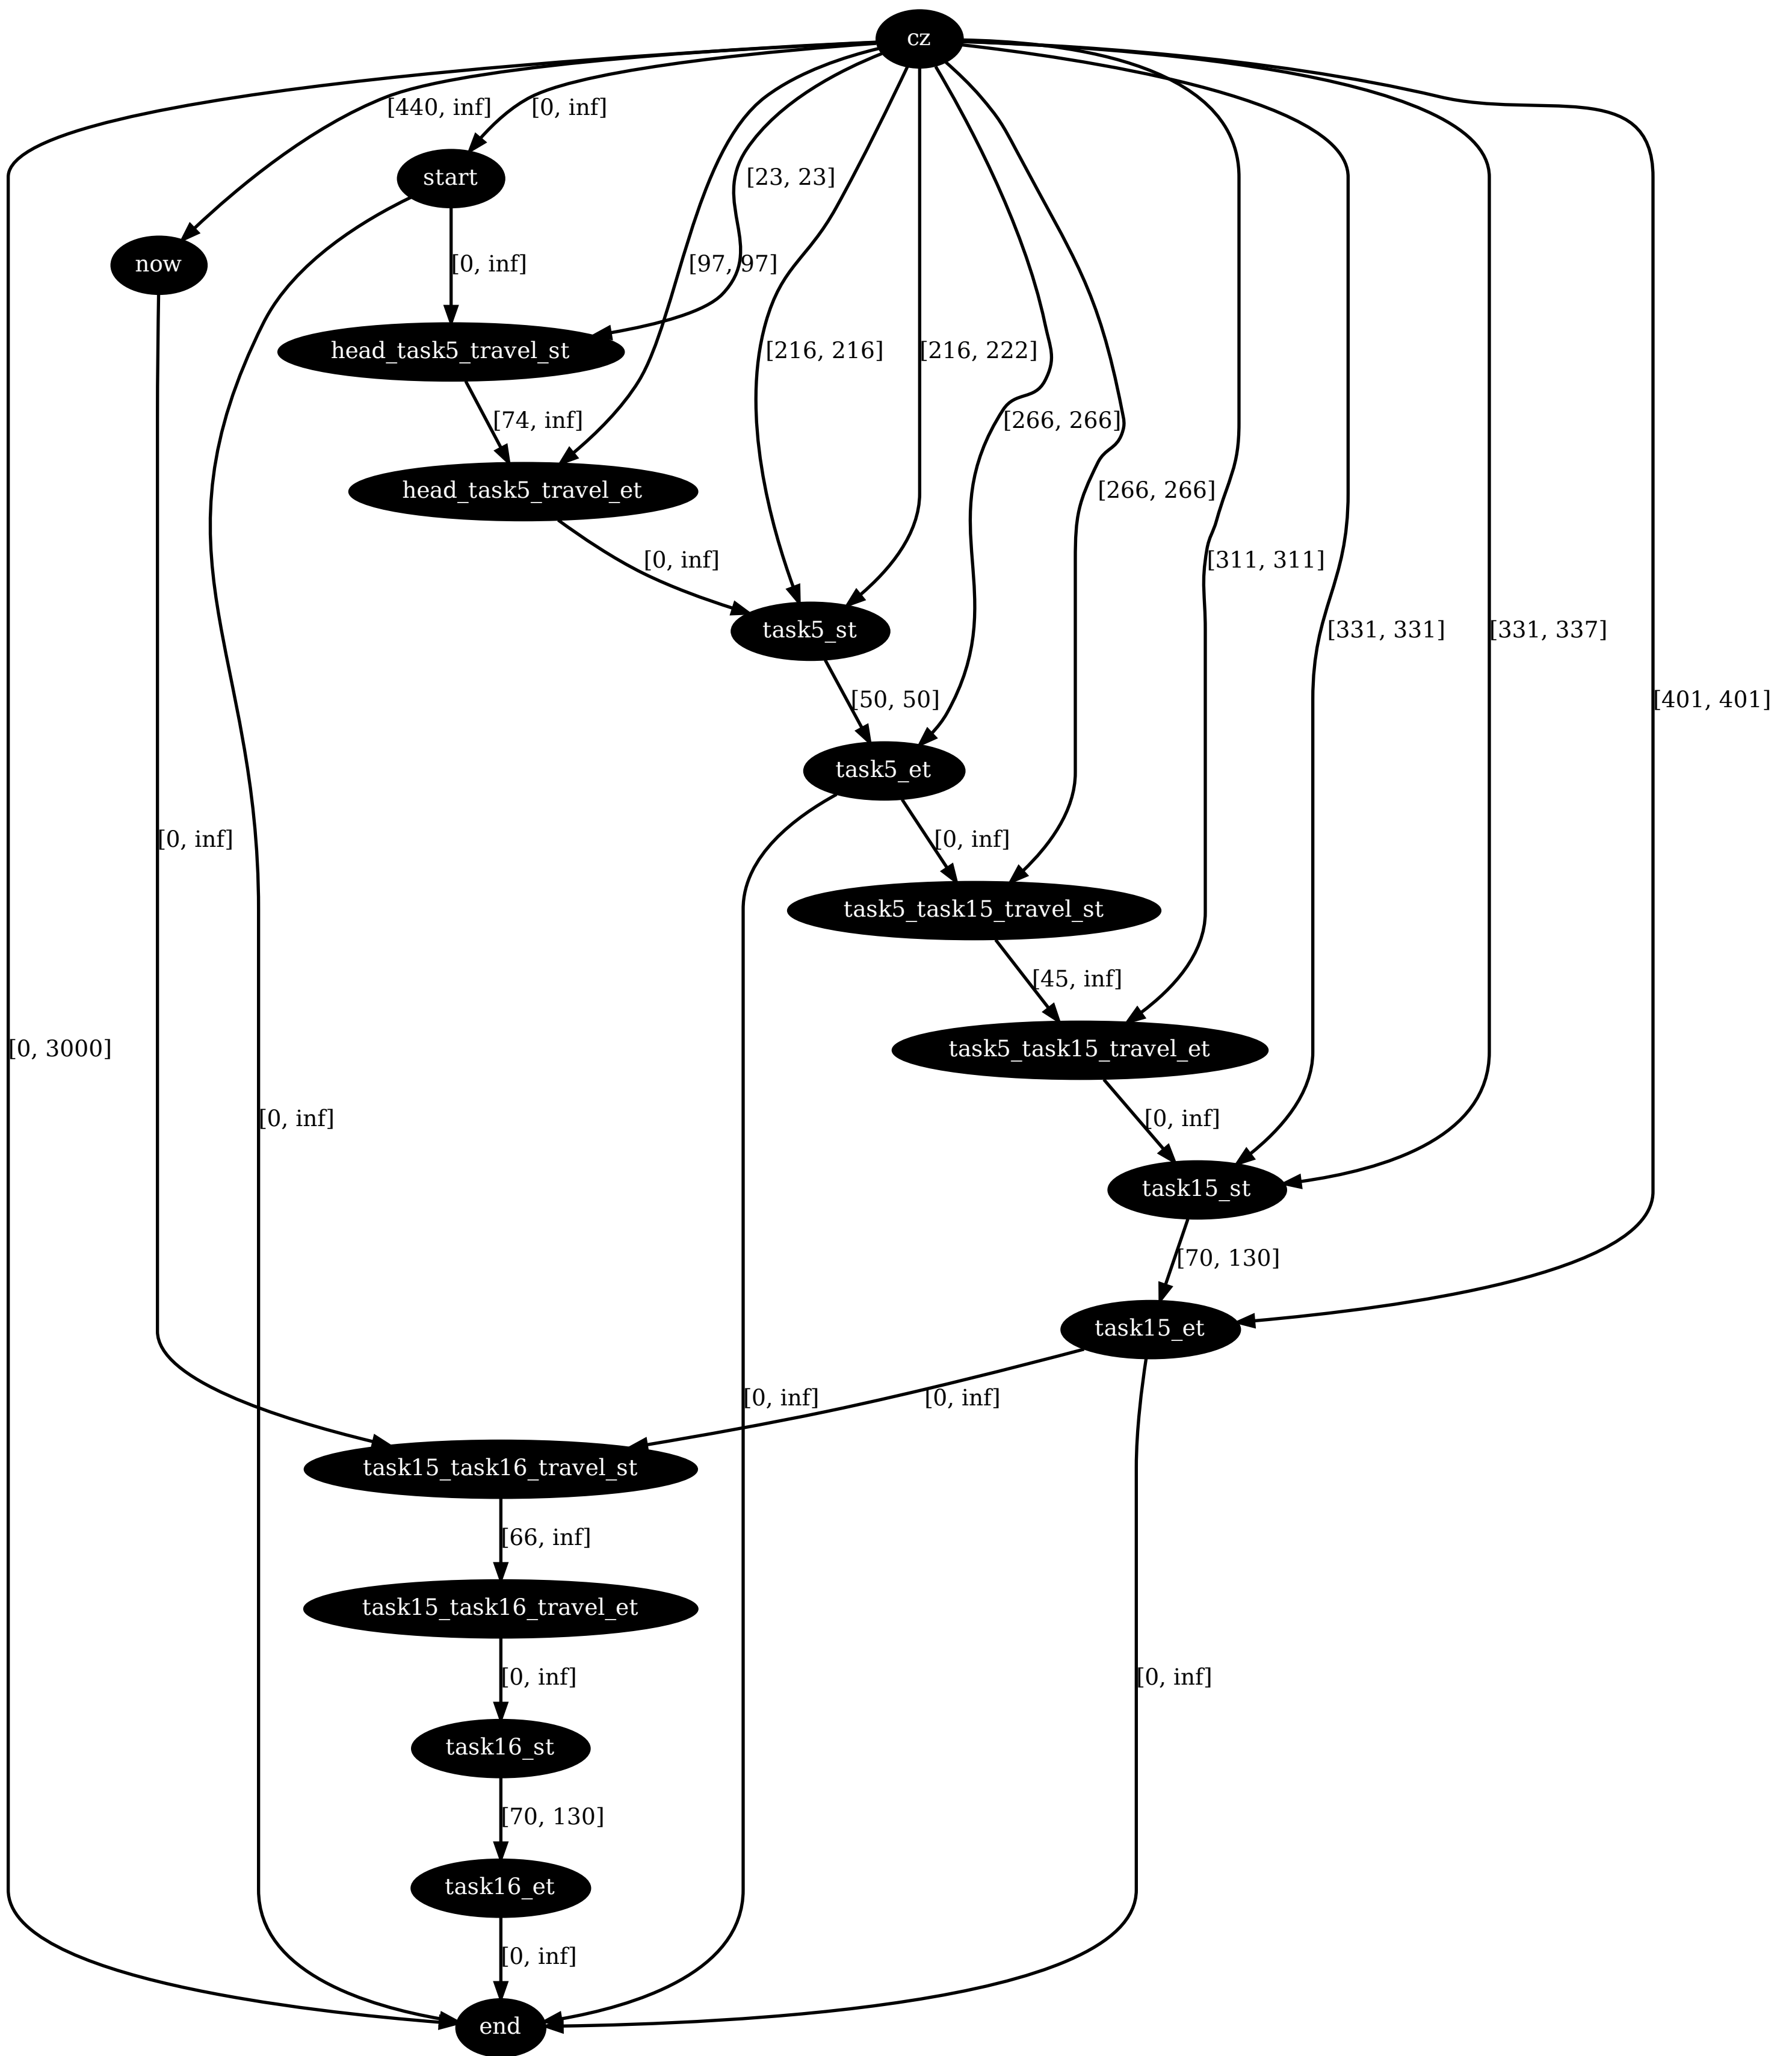 cz
[440, inf]
[0, inf]
start
[23, 23]
now
[0, inf]
[97, 97]
head_task5_travel_st
[216, 216]
[216, 222]
[74, inf]
[266, 266]
head_task5_travel_et
[266, 266]
[0, inf]
[311, 311]
task5_st
[331, 331]
[331, 337]
[50, 50]
[401, 401]
task5_et
[0, inf]
[0, inf]
task5_task15_travel_st
[45, inf]
[0, 3000]
task5_task15_travel_et
[0, inf]
[0, inf]
task15_st
[70, 130]
task15_et
[0, inf]
[0, inf]
task15_task16_travel_st
[66, inf]
task15_task16_travel_et
[0, inf]
[0, inf]
task16_st
[70, 130]
task16_et
[0, inf]
end